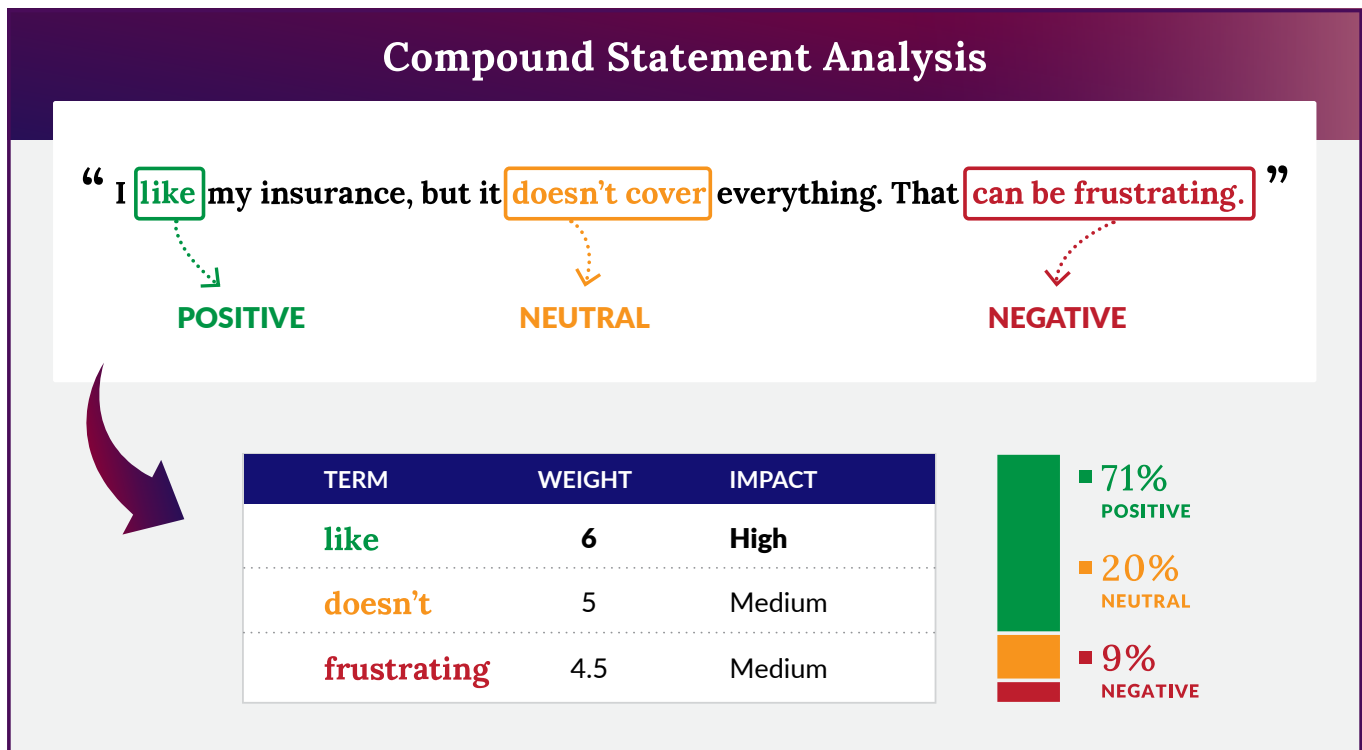 Compound Statement Analysis
“ I like my insurance, but it doesn’t cover everything. That can be frustrating. ”
POSITIVE NEUTRAL NEGATIVE
TERM WEIGHT IMPACT
like 6 High
doesn’t 5 Medium
frustrating 4.5 Medium
71%
POSITIVE
20%
NEUTRAL
9%
NEGATIVE